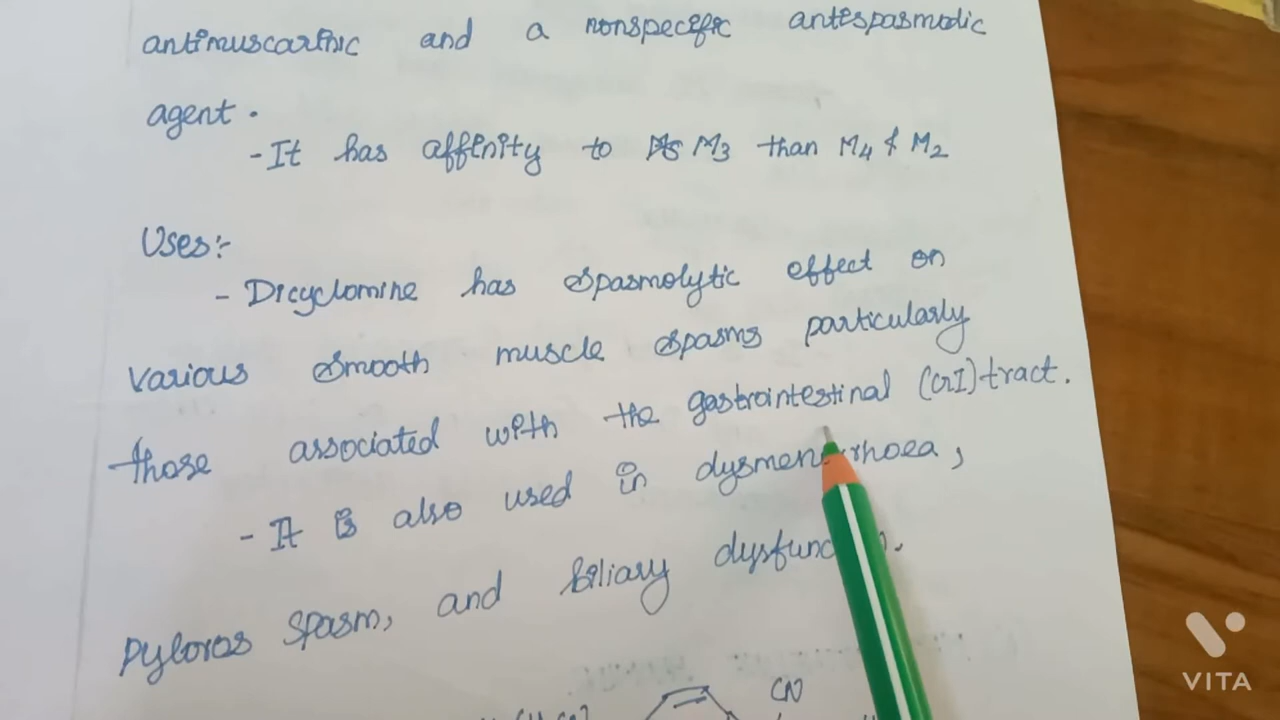 antimuscarinic and a nonspecific antispasmodic
agent.
- It has affinity to M3 than M4 & M2
Uses:-
- Dicyclomine has spasmolytic effect on
various smooth muscle spasms particularly
those associated with the gastrointestinal (GI) tract.
- It is also used in dysmenorrhoea,
pyloros spasm, and biliary
CN
VITA